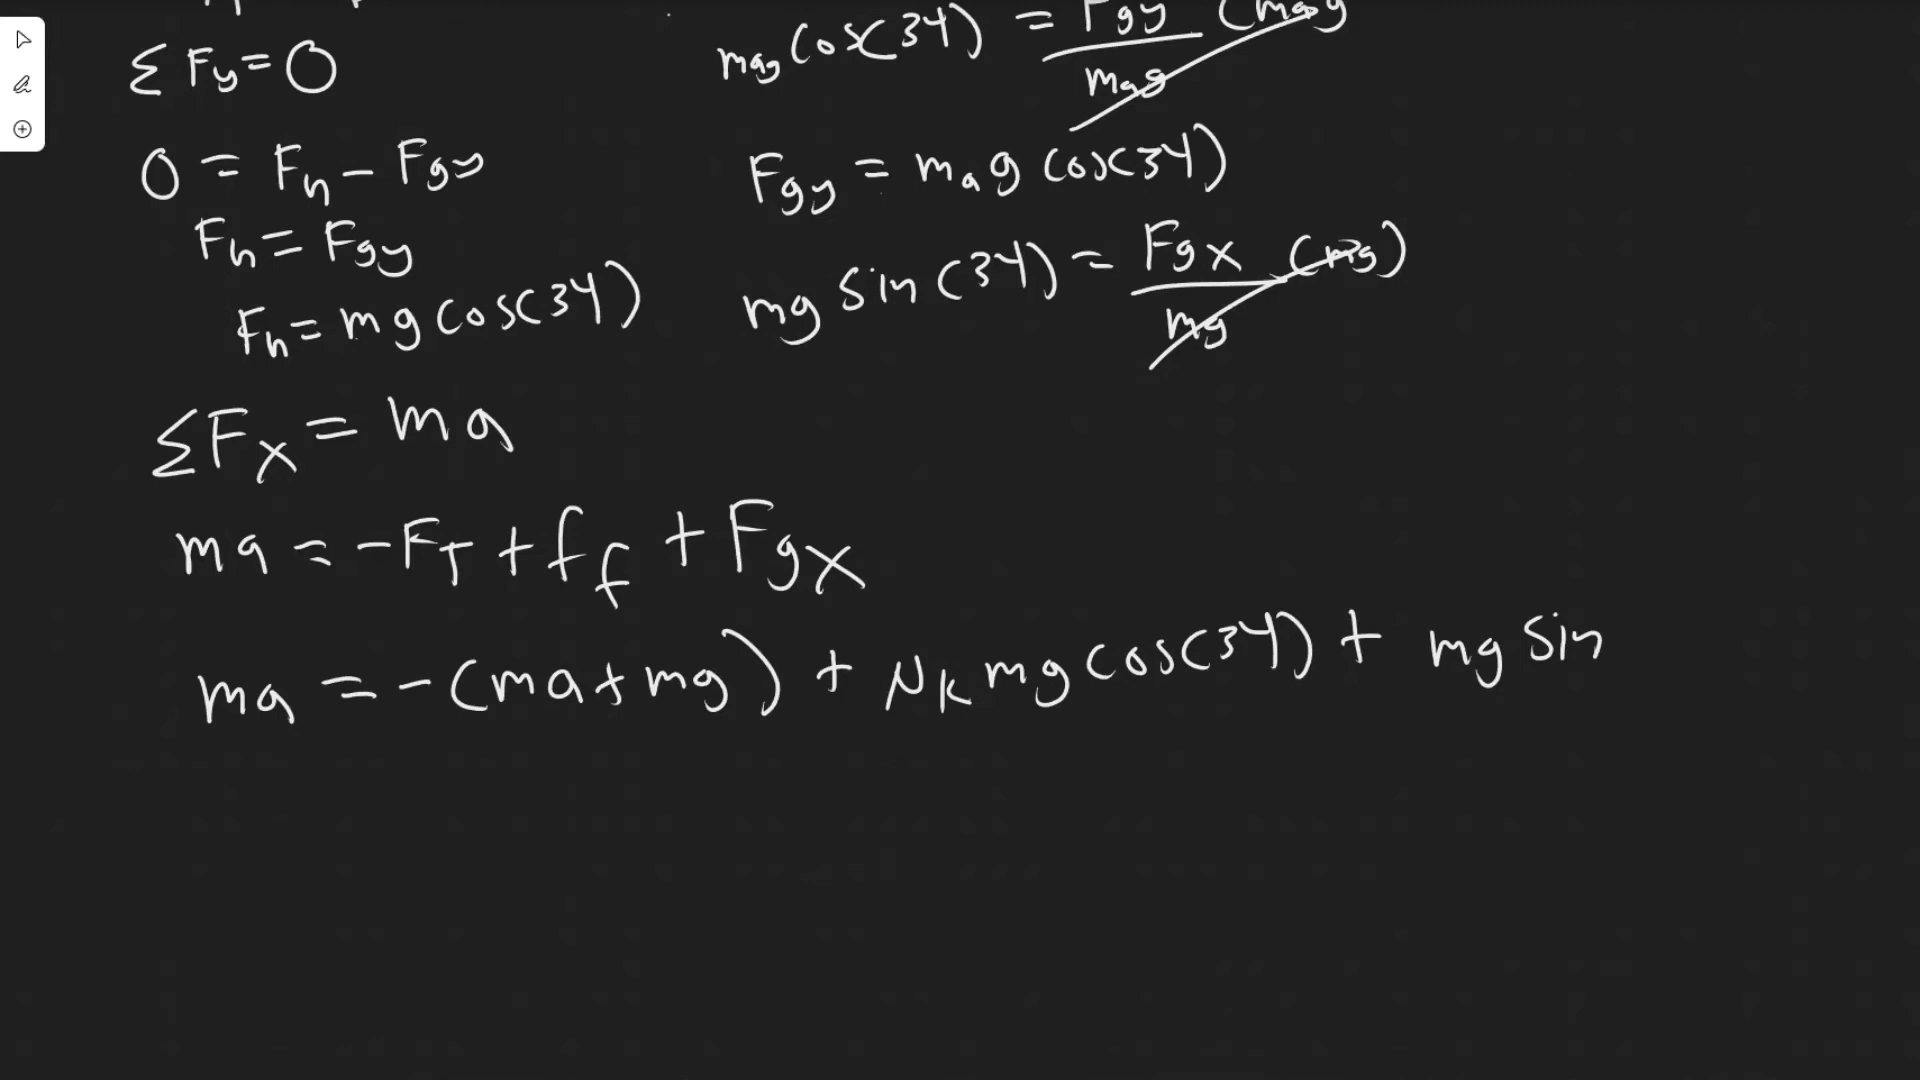 ΣFy=0
0 = Fn - Fgy
Fn = Fgy
Fn = mg cos(34)
mag cos(34) = Fgy/mag (mag
Fgy = mag cos(34)
mg sin(34) = Fgx/mg (mg)
ΣFx = ma
ma = -FT + ff + Fgx
ma = -(ma+mg) + μk mg cos(34) + mg sin